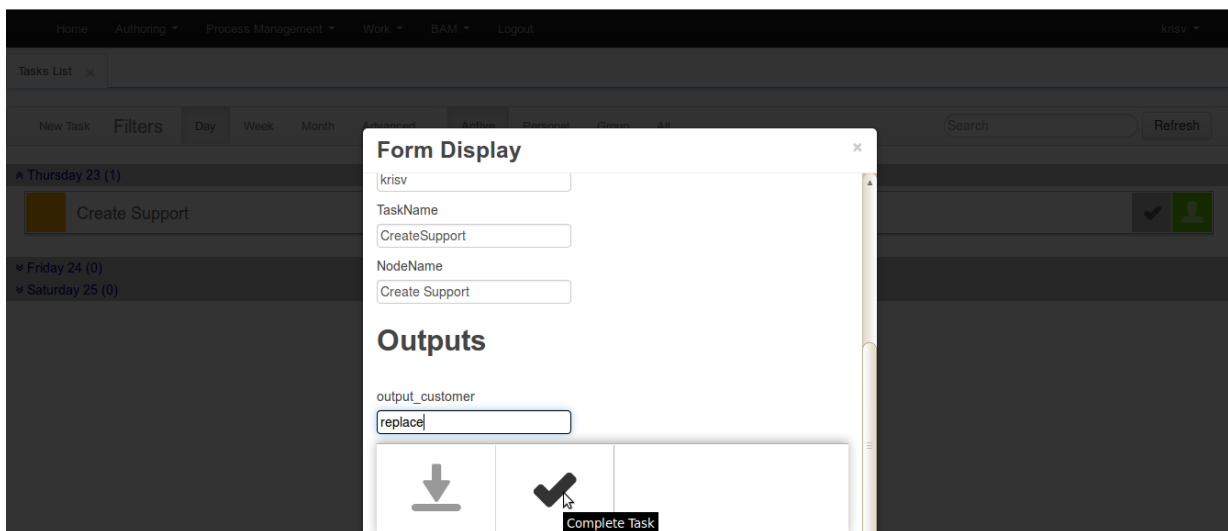 Home Authoring Process Management Work BAM Logout krisv
Tasks List ×
New Task Filters Day Week Month Advanced Active Personal Group All Search Refresh
Form Display ×
Thursday 23 (1)
krisv
TaskName
Create Support
CreateSupport
NodeName
Friday 24 (0)
Create Support
Saturday 25 (0)
Outputs
output_customer
replace
Complete Task